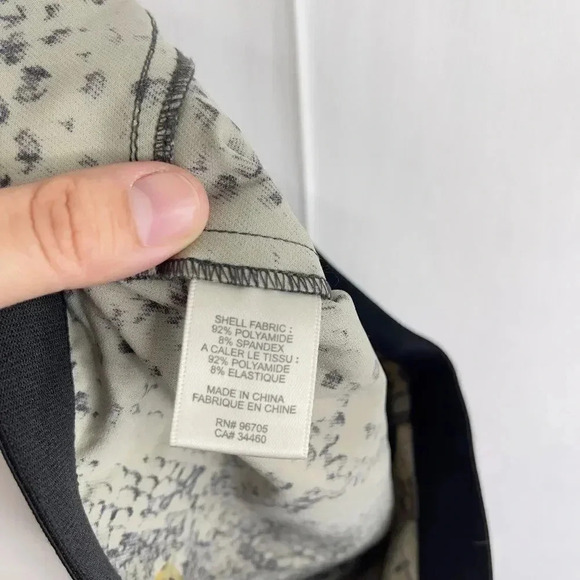 SHELL FABRIC :
92% POLYAMIDE
8% SPANDEX
A CALER LE TISSU :
92% POLYAMIDE
8% ELASTIQUE
MADE IN CHINA
FABRIQUE EN CHINE
RN# 96705
CA# 34460